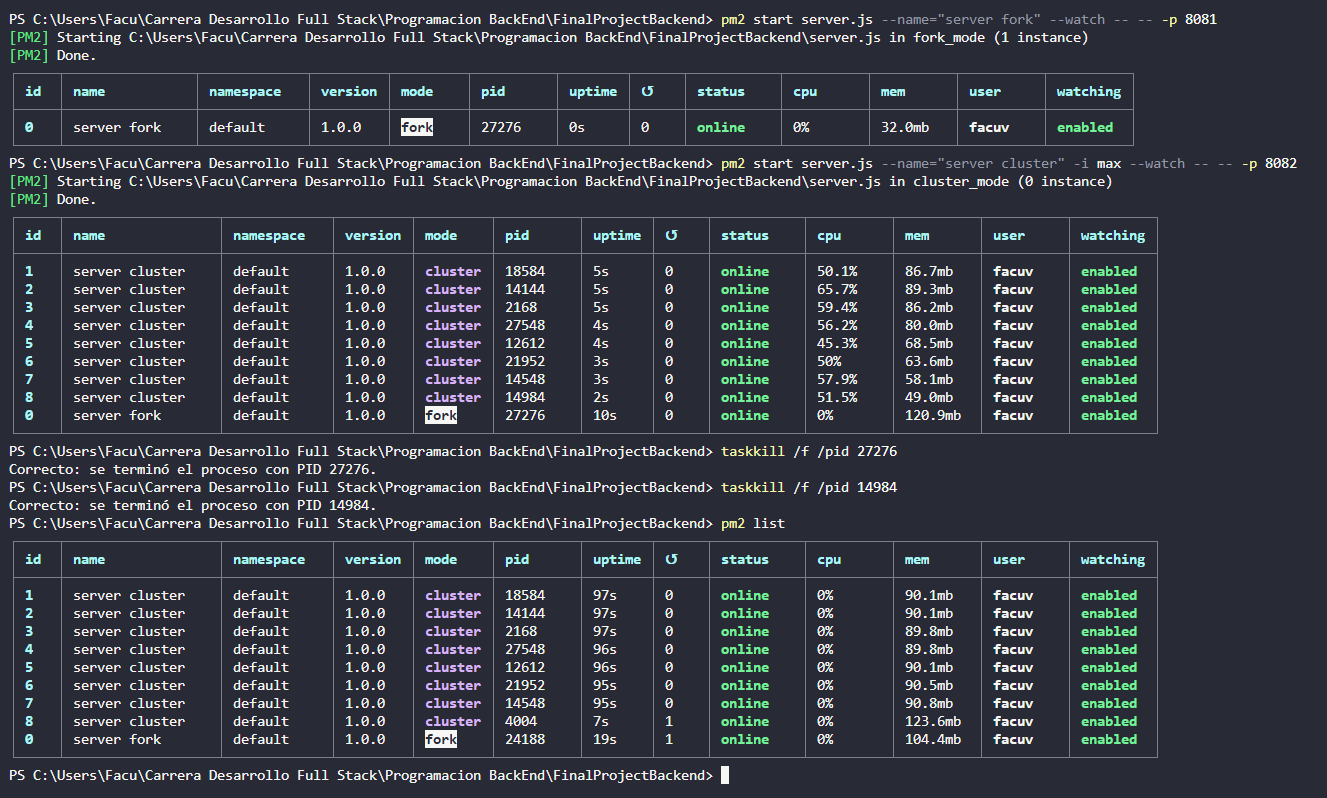 PS C:\Users\Facu\Carrera Desarrollo Full Stack\Programacion BackEnd\FinalProjectBackend> pm2 start server.js --name="server fork" --watch -- -- -p 8081
[PM2] Starting C:\Users\Facu\Carrera Desarrollo Full Stack\Programacion BackEnd\FinalProjectBackend\server.js in fork_mode (1 instance)
[PM2] Done.
id name namespace version mode pid uptime ↺ status cpu mem user watching
0 server fork default 1.0.0 fork 27276 0s 0 online 0% 32.0mb facuv enabled
PS C:\Users\Facu\Carrera Desarrollo Full Stack\Programacion BackEnd\FinalProjectBackend> pm2 start server.js --name="server cluster" -i max --watch -- -- -p 8082
[PM2] Starting C:\Users\Facu\Carrera Desarrollo Full Stack\Programacion BackEnd\FinalProjectBackend\server.js in cluster_mode (0 instance)
[PM2] Done.
id name namespace version mode pid uptime ↺ status cpu mem user watching
1 server cluster default 1.0.0 cluster 18584 5s 0 online 50.1% 86.7mb facuv enabled
2 server cluster default 1.0.0 cluster 14144 5s 0 online 65.7% 89.3mb facuv enabled
3 server cluster default 1.0.0 cluster 2168 5s 0 online 59.4% 86.2mb facuv enabled
4 server cluster default 1.0.0 cluster 27548 4s 0 online 56.2% 80.0mb facuv enabled
5 server cluster default 1.0.0 cluster 12612 4s 0 online 45.3% 68.5mb facuv enabled
6 server cluster default 1.0.0 cluster 21952 3s 0 online 50% 63.6mb facuv enabled
7 server cluster default 1.0.0 cluster 14548 3s 0 online 57.9% 58.1mb facuv enabled
8 server cluster default 1.0.0 cluster 14984 2s 0 online 51.5% 49.0mb facuv enabled
0 server fork default 1.0.0 fork 27276 10s 0 online 0% 120.9mb facuv enabled
PS C:\Users\Facu\Carrera Desarrollo Full Stack\Programacion BackEnd\FinalProjectBackend> taskkill /f /pid 27276
Correcto: se terminó el proceso con PID 27276.
PS C:\Users\Facu\Carrera Desarrollo Full Stack\Programacion BackEnd\FinalProjectBackend> taskkill /f /pid 14984
Correcto: se terminó el proceso con PID 14984.
PS C:\Users\Facu\Carrera Desarrollo Full Stack\Programacion BackEnd\FinalProjectBackend> pm2 list
id name namespace version mode pid uptime ↺ status cpu mem user watching
1 server cluster default 1.0.0 cluster 18584 97s 0 online 0% 90.1mb facuv enabled
2 server cluster default 1.0.0 cluster 14144 97s 0 online 0% 90.1mb facuv enabled
3 server cluster default 1.0.0 cluster 2168 97s 0 online 0% 89.8mb facuv enabled
4 server cluster default 1.0.0 cluster 27548 96s 0 online 0% 89.8mb facuv enabled
5 server cluster default 1.0.0 cluster 12612 96s 0 online 0% 90.1mb facuv enabled
6 server cluster default 1.0.0 cluster 21952 95s 0 online 0% 90.5mb facuv enabled
7 server cluster default 1.0.0 cluster 14548 95s 0 online 0% 90.8mb facuv enabled
8 server cluster default 1.0.0 cluster 4004 7s 1 online 0% 123.6mb facuv enabled
0 server fork default 1.0.0 fork 24188 19s 1 online 0% 104.4mb facuv enabled
PS C:\Users\Facu\Carrera Desarrollo Full Stack\Programacion BackEnd\FinalProjectBackend>